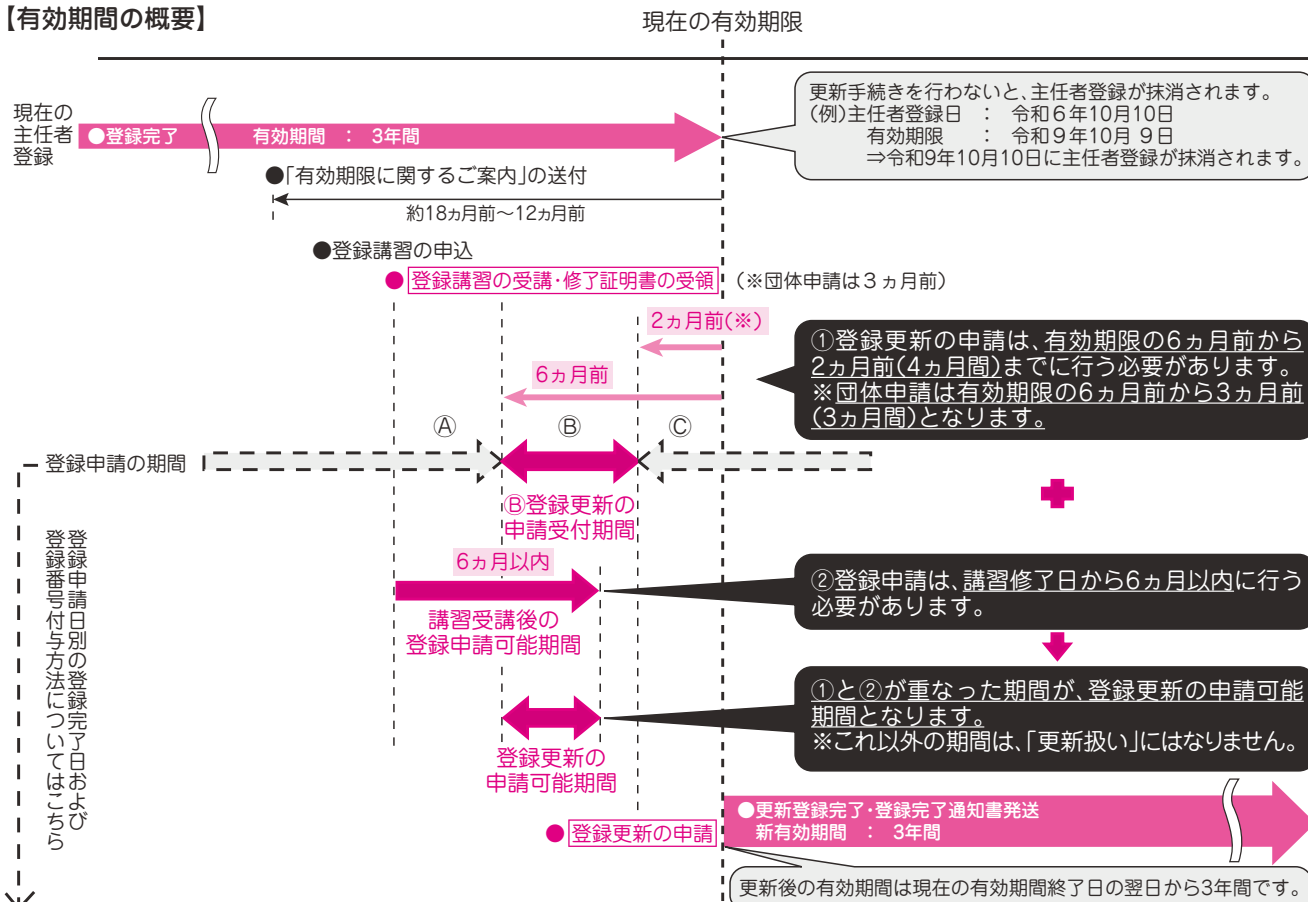 【有効期間の概要】
現在の有効期限
現在の
主任者
登録
●登録完了
有効期間 ： 3年間
更新手続きを行わないと、主任者登録が抹消されます。
(例)主任者登録日 ： 令和6年10月10日
有効期限 ： 令和9年10月 9日
⇒令和9年10月10日に主任者登録が抹消されます。
●「有効期限に関するご案内」の送付
約18ヵ月前～12ヵ月前
●登録講習の申込
●登録講習の受講・修了証明書の受領
(※団体申請は3ヵ月前)
2ヵ月前(※)
6ヵ月前
①登録更新の申請は、有効期限の6ヵ月前から
2ヵ月前(4ヵ月間)までに行う必要があります。
※団体申請は有効期限の6ヵ月前から3ヵ月前
(3ヵ月間)となります。
Ⓐ
Ⓑ
Ⓒ
登録申請の期間
Ⓑ登録更新の
申請受付期間
登録申請日別の登録完了日および
登録番号付与方法についてはこちら
6ヵ月以内
講習受講後の
登録申請可能期間
②登録申請は、講習修了日から6ヵ月以内に行う
必要があります。
①と②が重なった期間が、登録更新の申請可能
期間となります。
※これ以外の期間は、「更新扱い」にはなりません。
登録更新の
申請可能期間
●登録更新の申請
●更新登録完了・登録完了通知書発送
新有効期間 ： 3年間
更新後の有効期間は現在の有効期間終了日の翌日から3年間です。